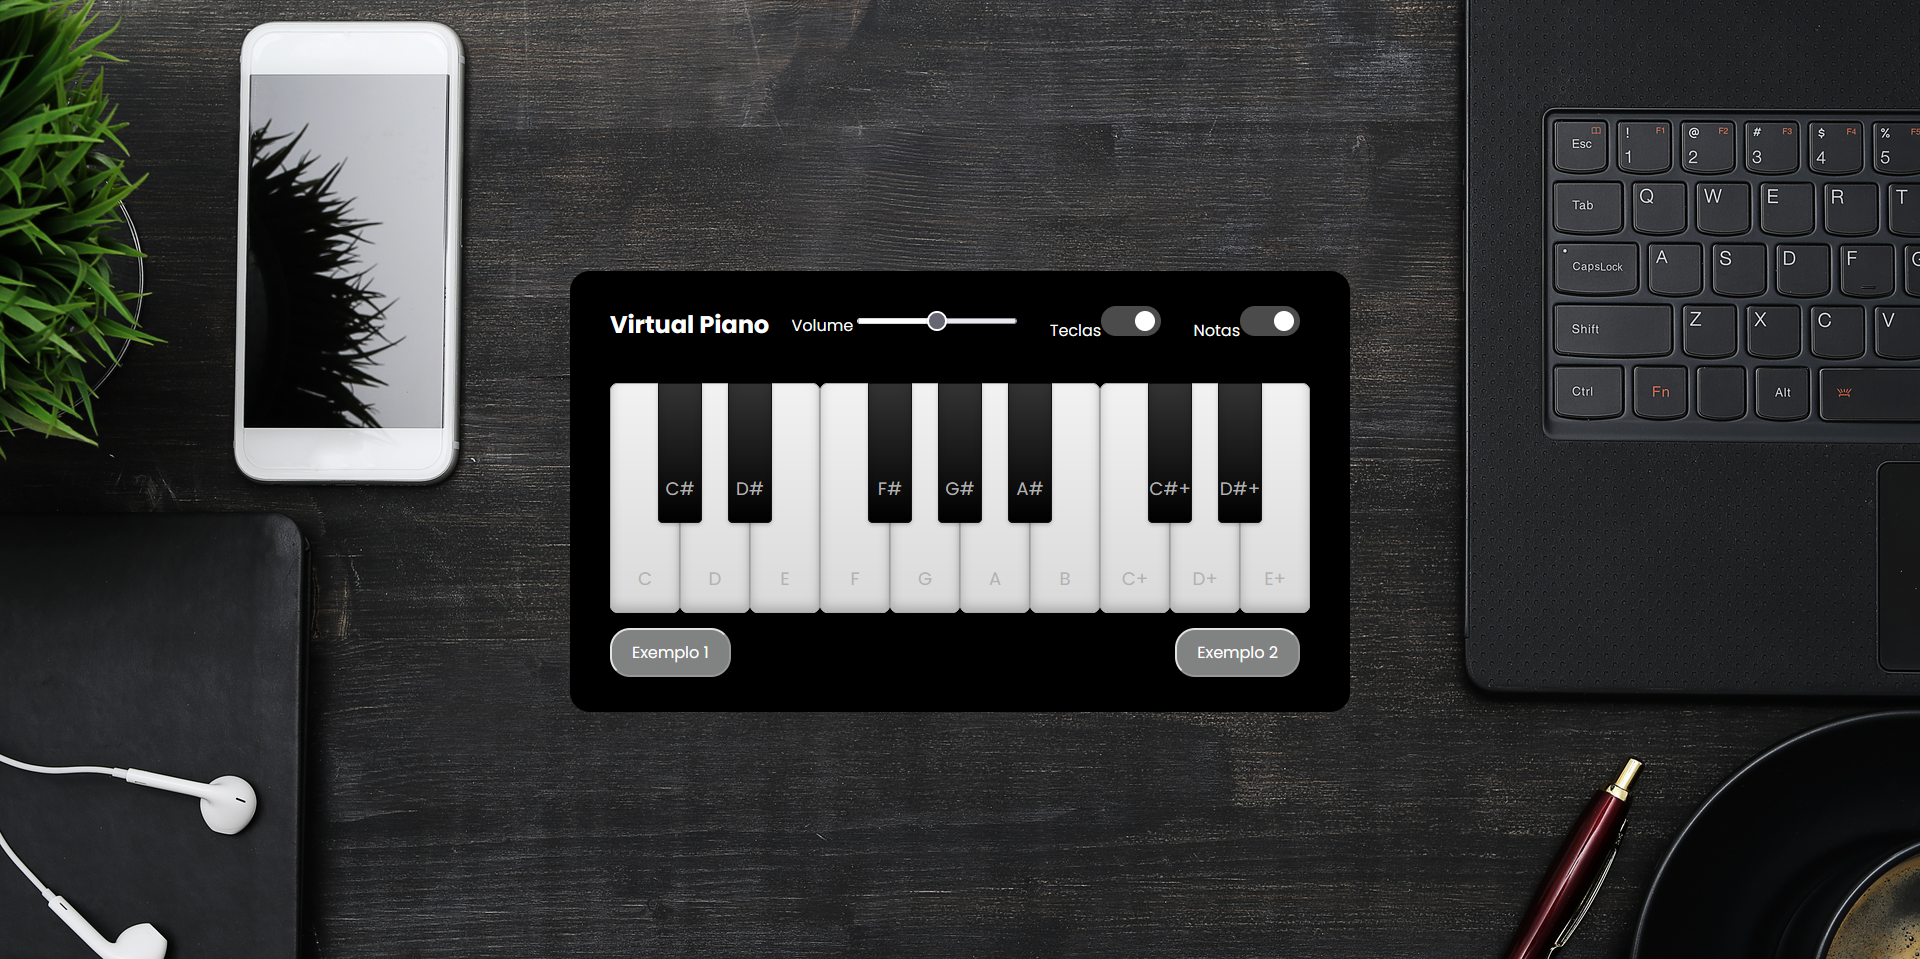 Virtual Piano
Volume
Teclas
Notas
C# D# F# G# A# C#+ D#+
C D E F G A B C+ D+ E+
Exemplo 1
Exemplo 2
Esc ! 1 F1 @ 2 F2 # 3 F3 $ 4 F4 % 5 F5
Tab Q W E R T
CapsLock A S D F
Shift Z X C V
Ctrl Fn Alt